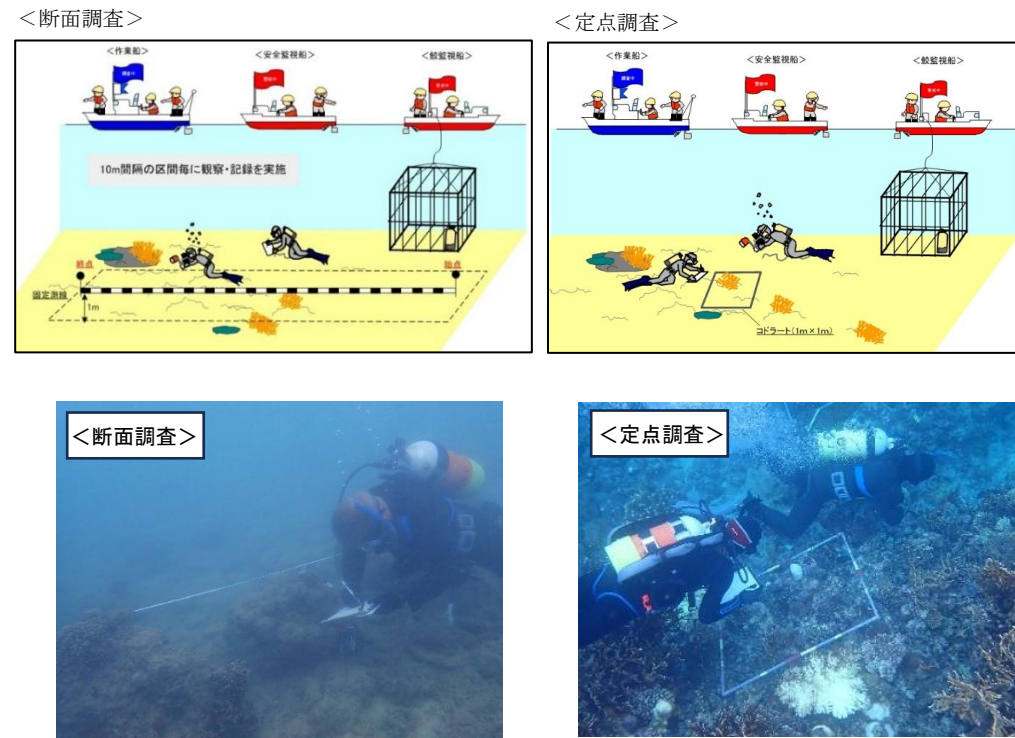 ＜断面調査＞
＜作業船＞
＜安全監視船＞
＜鮫監視船＞
10m間隔の区間毎に観察・記録を実施
終点
始点
固定測線
1m
＜定点調査＞
＜作業船＞
＜安全監視船＞
＜鮫監視船＞
コドラート（1m×1m）
＜断面調査＞
＜定点調査＞